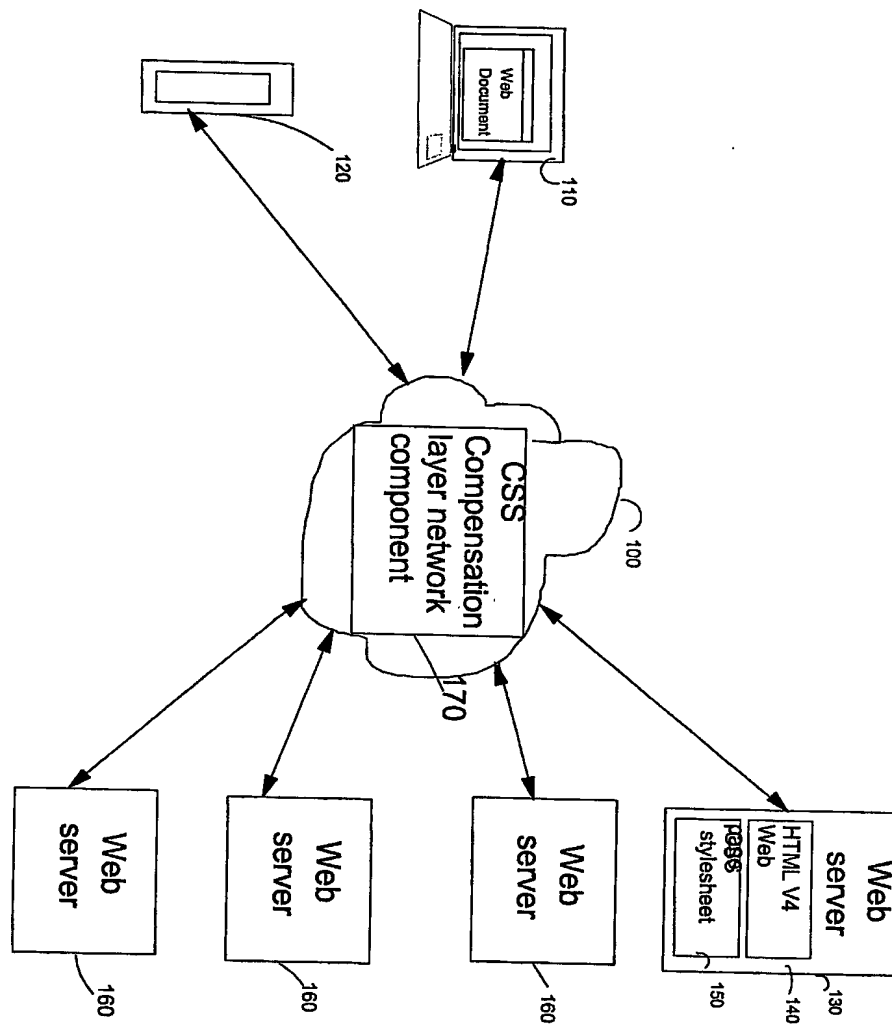 Web
server
HTML V4
Web
stylesheet
130
140
150
Web
server
160
Web
server
160
Web
server
160
100
CSS
Compensation
layer network
component
170
Web
Document
110
120